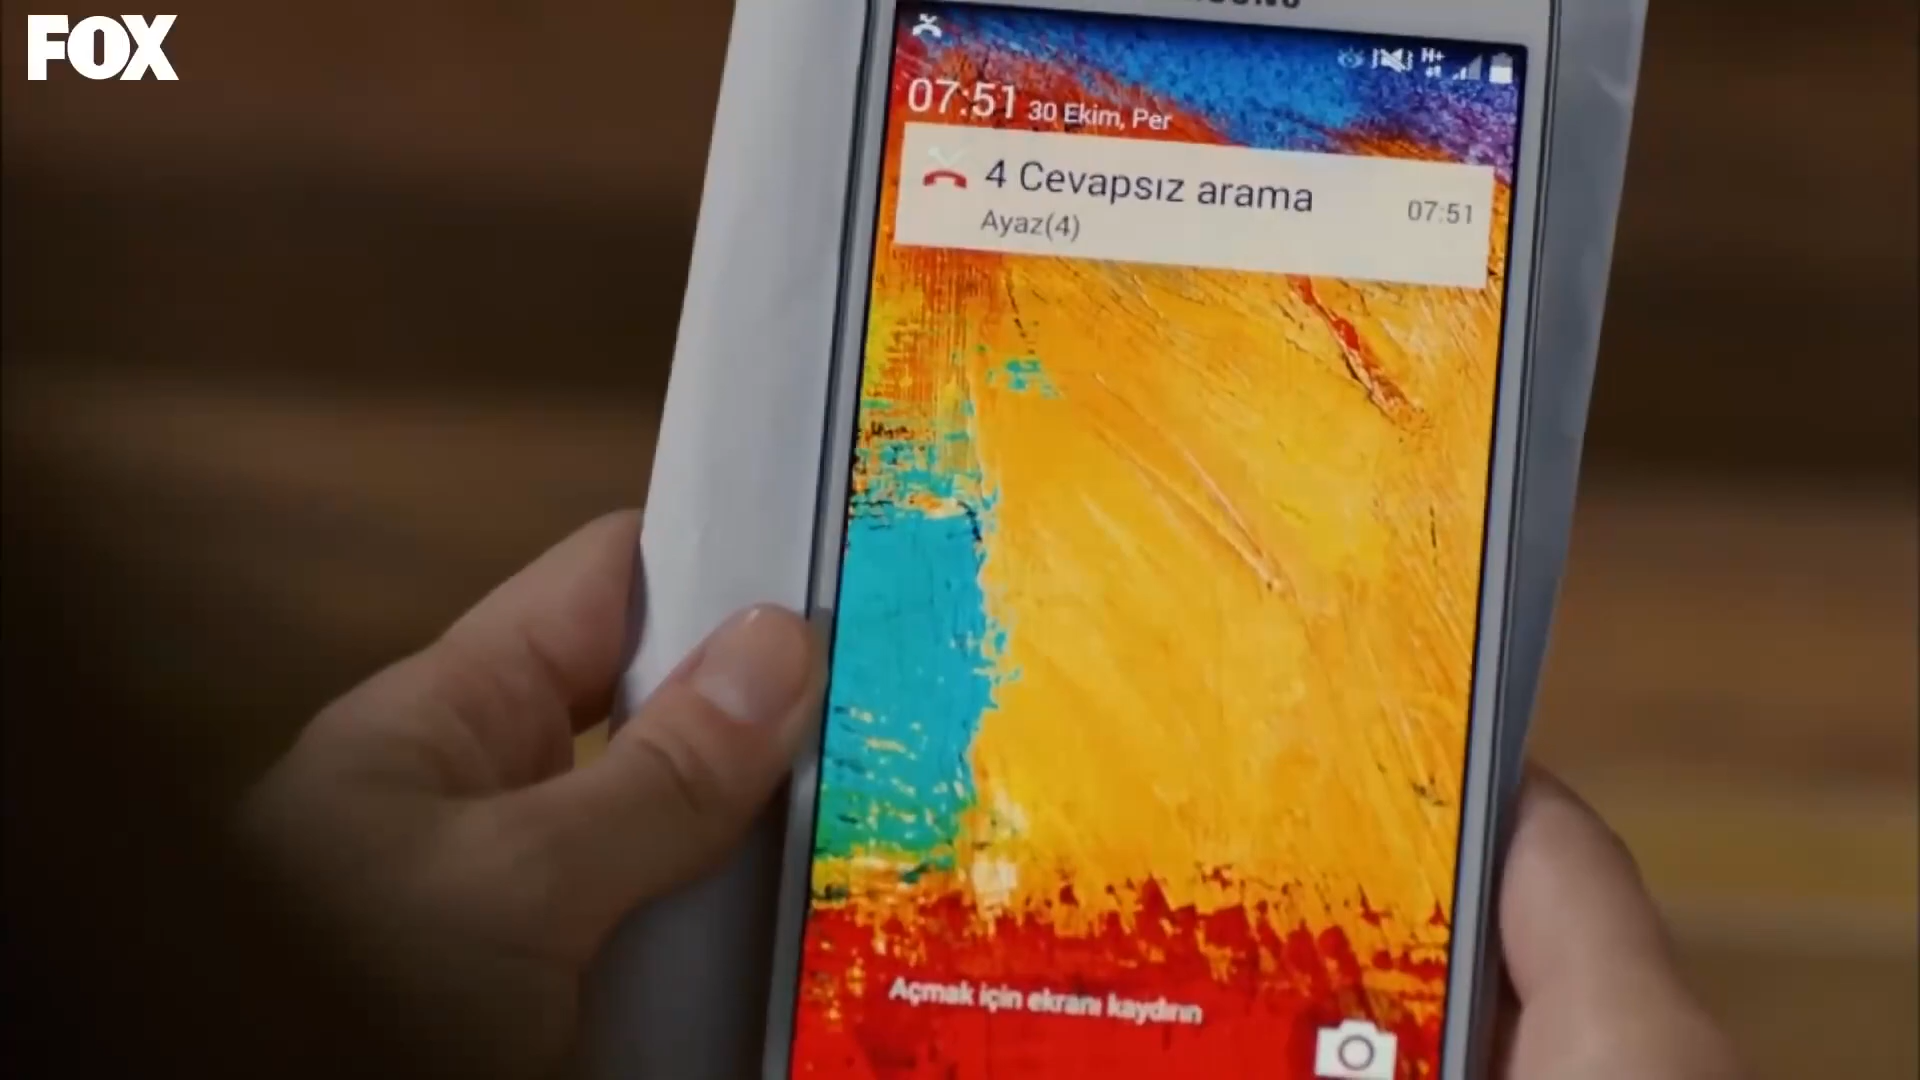 FOX
07:51 30 Ekim, Per
4 Cevapsız arama
07:51
Ayaz(4)
Açmak için ekranı kaydırın